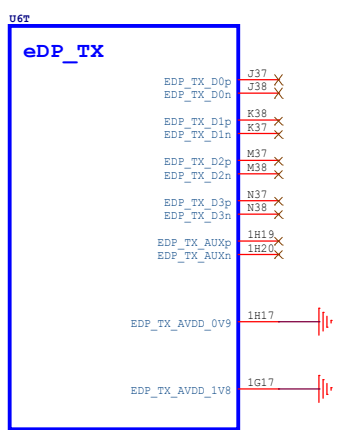 U6T
eDP_TX
EDP_TX_D0p J37
EDP_TX_D0n J38
EDP_TX_D1p K38
EDP_TX_D1n K37
EDP_TX_D2p M37
EDP_TX_D2n M38
EDP_TX_D3p N37
EDP_TX_D3n N38
EDP_TX_AUXp 1H19
EDP_TX_AUXn 1H20
EDP_TX_AVDD_0V9 1H17
EDP_TX_AVDD_1V8 1G17